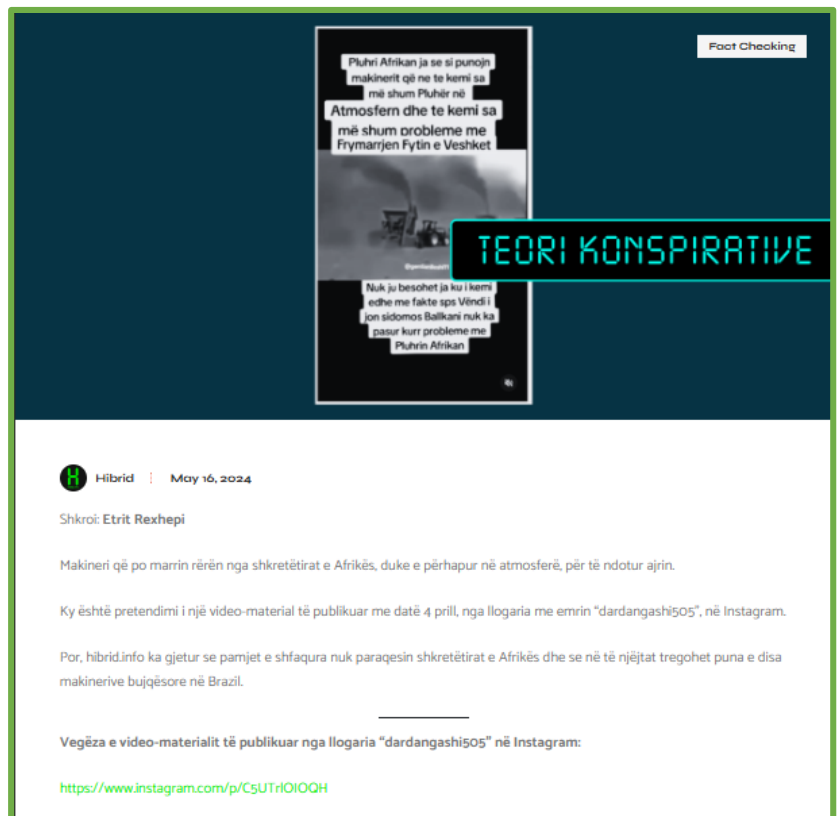 Fact Checking
Pluhri Afrikan ja se si punojn
makinerit që ne te kemi sa
më shum Pluhër në
Atmosfern dhe te kemi sa
më shum probleme me
Frymarrjen Fytin e Veshket
TEORI KONSPIRATIVE
Nuk ju besohet ja ku i kemi
edhe me fakte sps Vëndi i
jon sidomos Ballkani nuk ka
pasur kurr probleme me
Pluhrin Afrikan
Hibrid
May 16, 2024
Shkroi: Etrit Rexhepi
Makineri që po marrin rërën nga shkretëtirat e Afrikës, duke e përhapur në atmosferë, për të ndotur ajrin.
Ky është pretendimi i një video-material të publikuar me datë 4 prill, nga llogaria me emrin “dardangashi505”, në Instagram.
Por, hibrid.info ka gjetur se pamjet e shfaqura nuk paraqesin shkretëtirat e Afrikës dhe se në të njëjtat tregohet puna e disa
makinerive bujqësore në Brazil.
Vegëza e video-materialit të publikuar nga llogaria “dardangashi505” në Instagram:
https://www.instagram.com/p/C5UTrlOIOQH